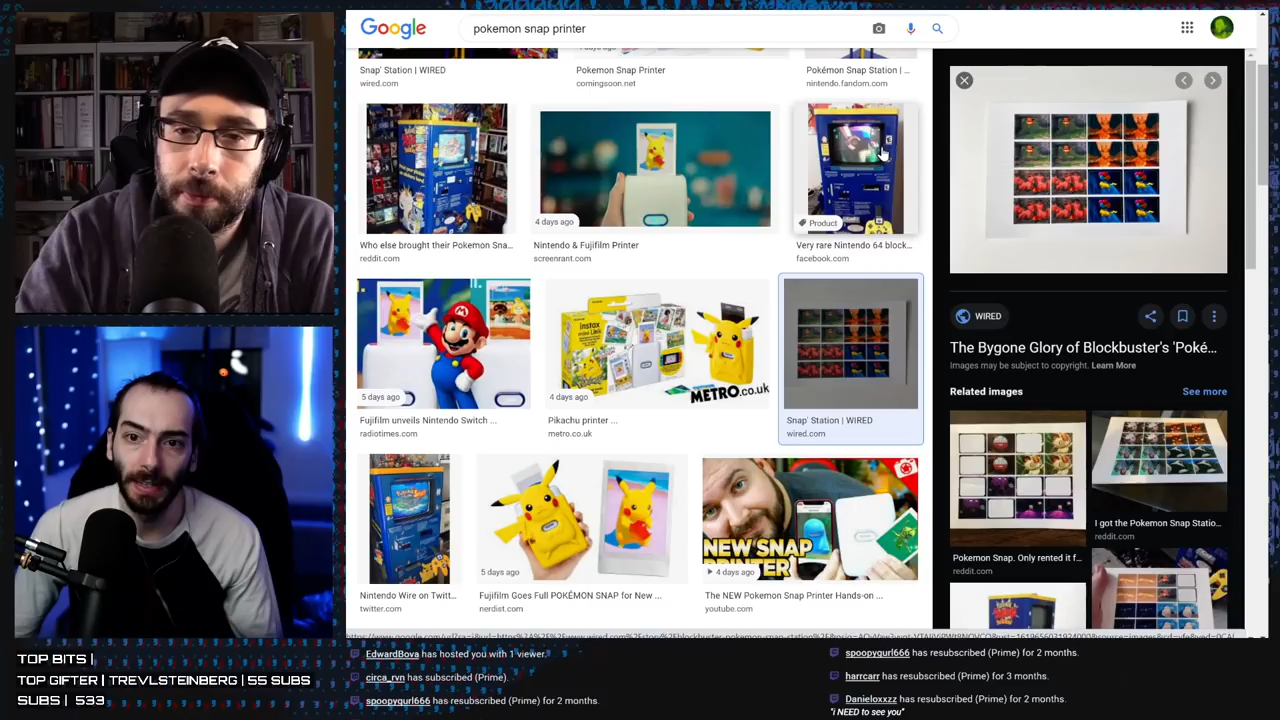 Google
pokemon snap printer
Snap' Station | WIRED
wired.com
Pokemon Snap Printer
comingsoon.net
Pokémon Snap Station | ...
nintendo.fandom.com
4 days ago
Product
Who else brought their Pokemon Sna...
reddit.com
Nintendo & Fujifilm Printer
screenrant.com
Very rare Nintendo 64 block...
facebook.com
5 days ago
4 days ago
instax
mini Link
METRO.co.uk
Fujifilm unveils Nintendo Switch ...
radiotimes.com
Pikachu printer ...
metro.co.uk
Snap' Station | WIRED
wired.com
5 days ago
NEW SNAP
PRINTER
4 days ago
Nintendo Wire on Twitt...
twitter.com
Fujifilm Goes Full POKÉMON SNAP for New ...
nerdist.com
The NEW Pokemon Snap Printer Hands-on ...
youtube.com
WIRED
The Bygone Glory of Blockbuster's 'Poké...
Images may be subject to copyright. Learn More
Related images
See more
Pokemon Snap. Only rented it f...
reddit.com
I got the Pokemon Snap Statio...
reddit.com
TOP BITS |
TOP GIFTER | TREVLSTEINBERG | 55 SUBS
SUBS | 533
EdwardBova has hosted you with 1 viewer.
circa_rvn has subscribed (Prime).
spoopygurl666 has resubscribed (Prime) for 2 months.
spoopygurl666 has resubscribed (Prime) for 2 months.
harrcarr has resubscribed (Prime) for 3 months.
Danieloxxzz has resubscribed (Prime) for 2 months.
"i NEED to see you"